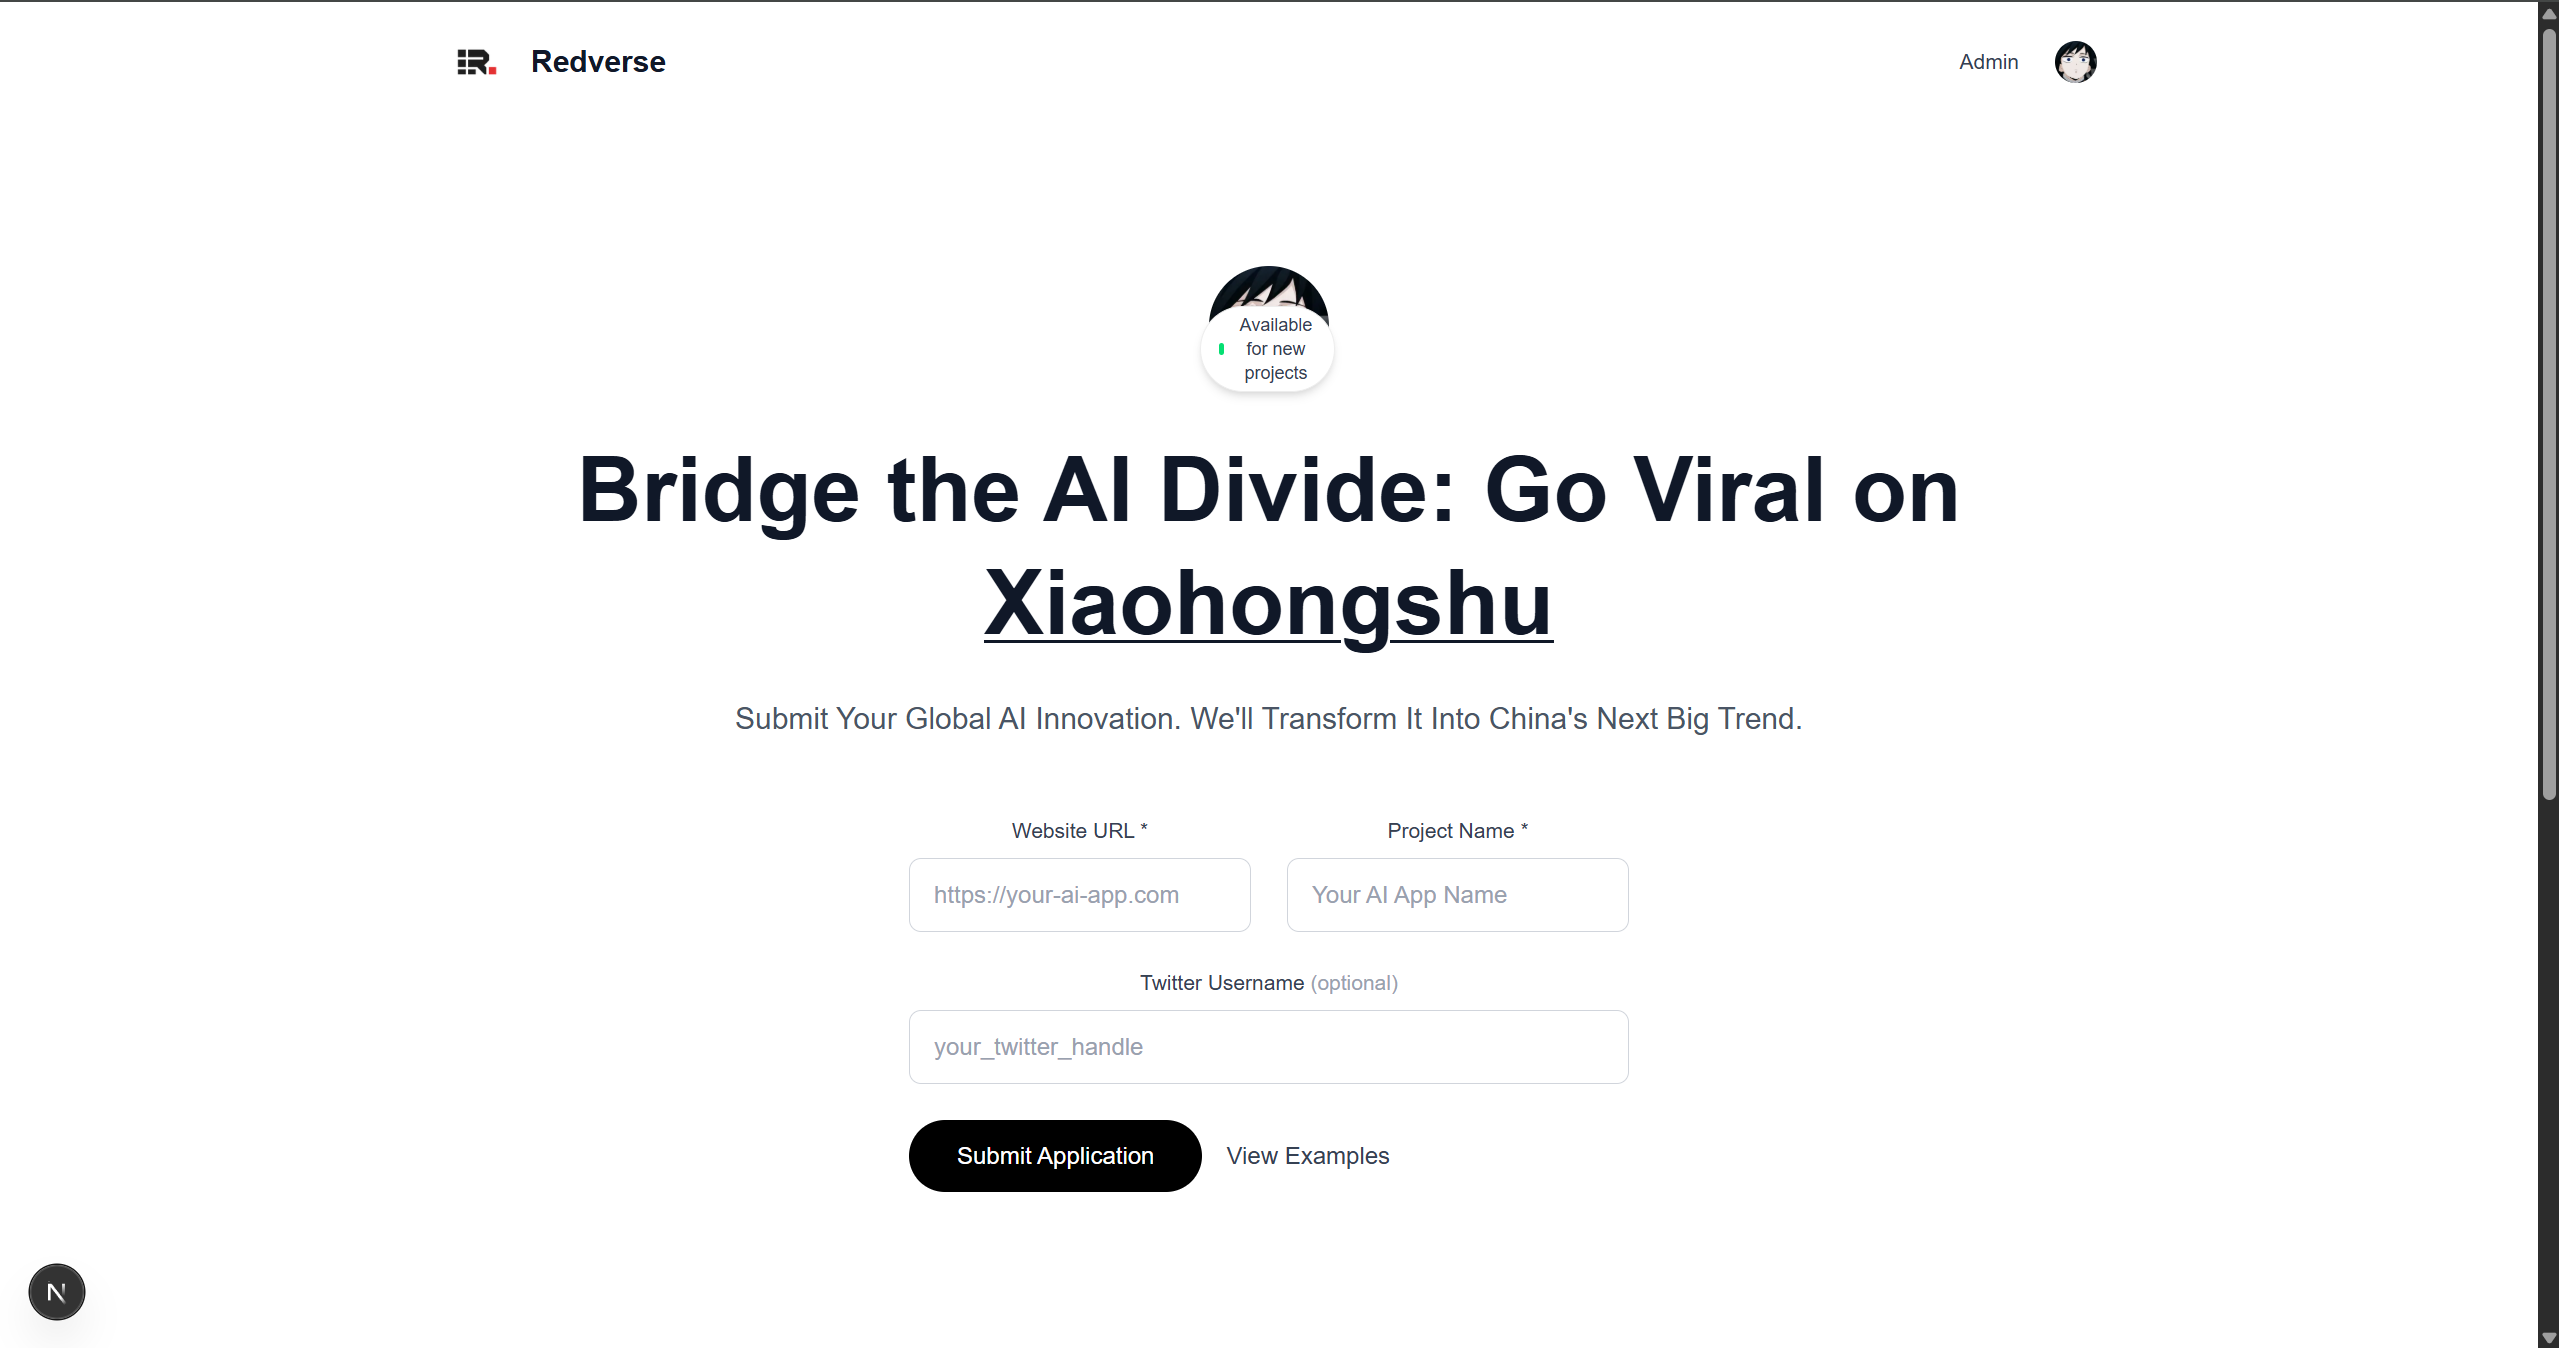 R. Redverse
Admin
Available
for new
projects
Bridge the AI Divide: Go Viral on
Xiaohongshu
Submit Your Global AI Innovation. We'll Transform It Into China's Next Big Trend.
Website URL *
Project Name *
https://your-ai-app.com
Your AI App Name
Twitter Username (optional)
your_twitter_handle
Submit Application
View Examples
N